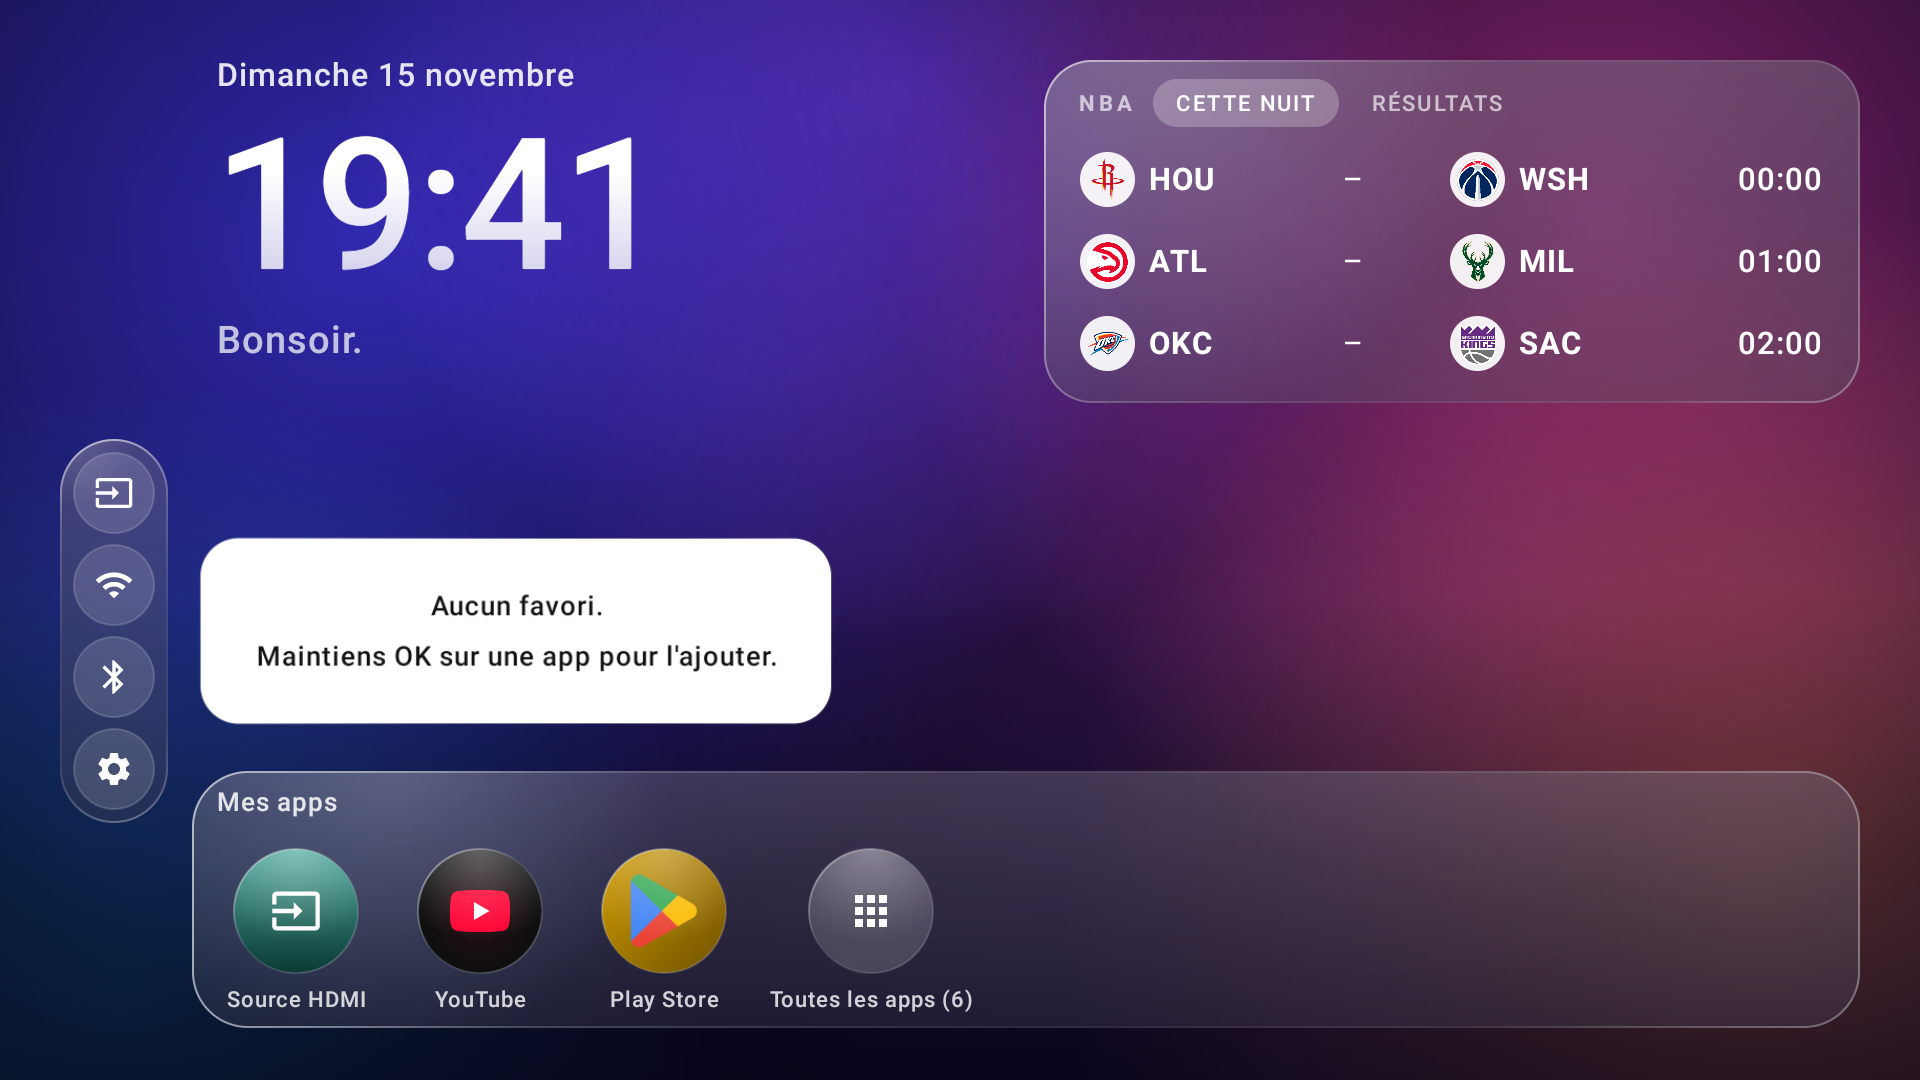 Dimanche 15 novembre
19:41
Bonsoir.
NBA CETTE NUIT RÉSULTATS
HOU – WSH 00:00
ATL – MIL 01:00
OKC – SAC 02:00
Aucun favori.
Maintiens OK sur une app pour l'ajouter.
Mes apps
Source HDMI YouTube Play Store Toutes les apps (6)